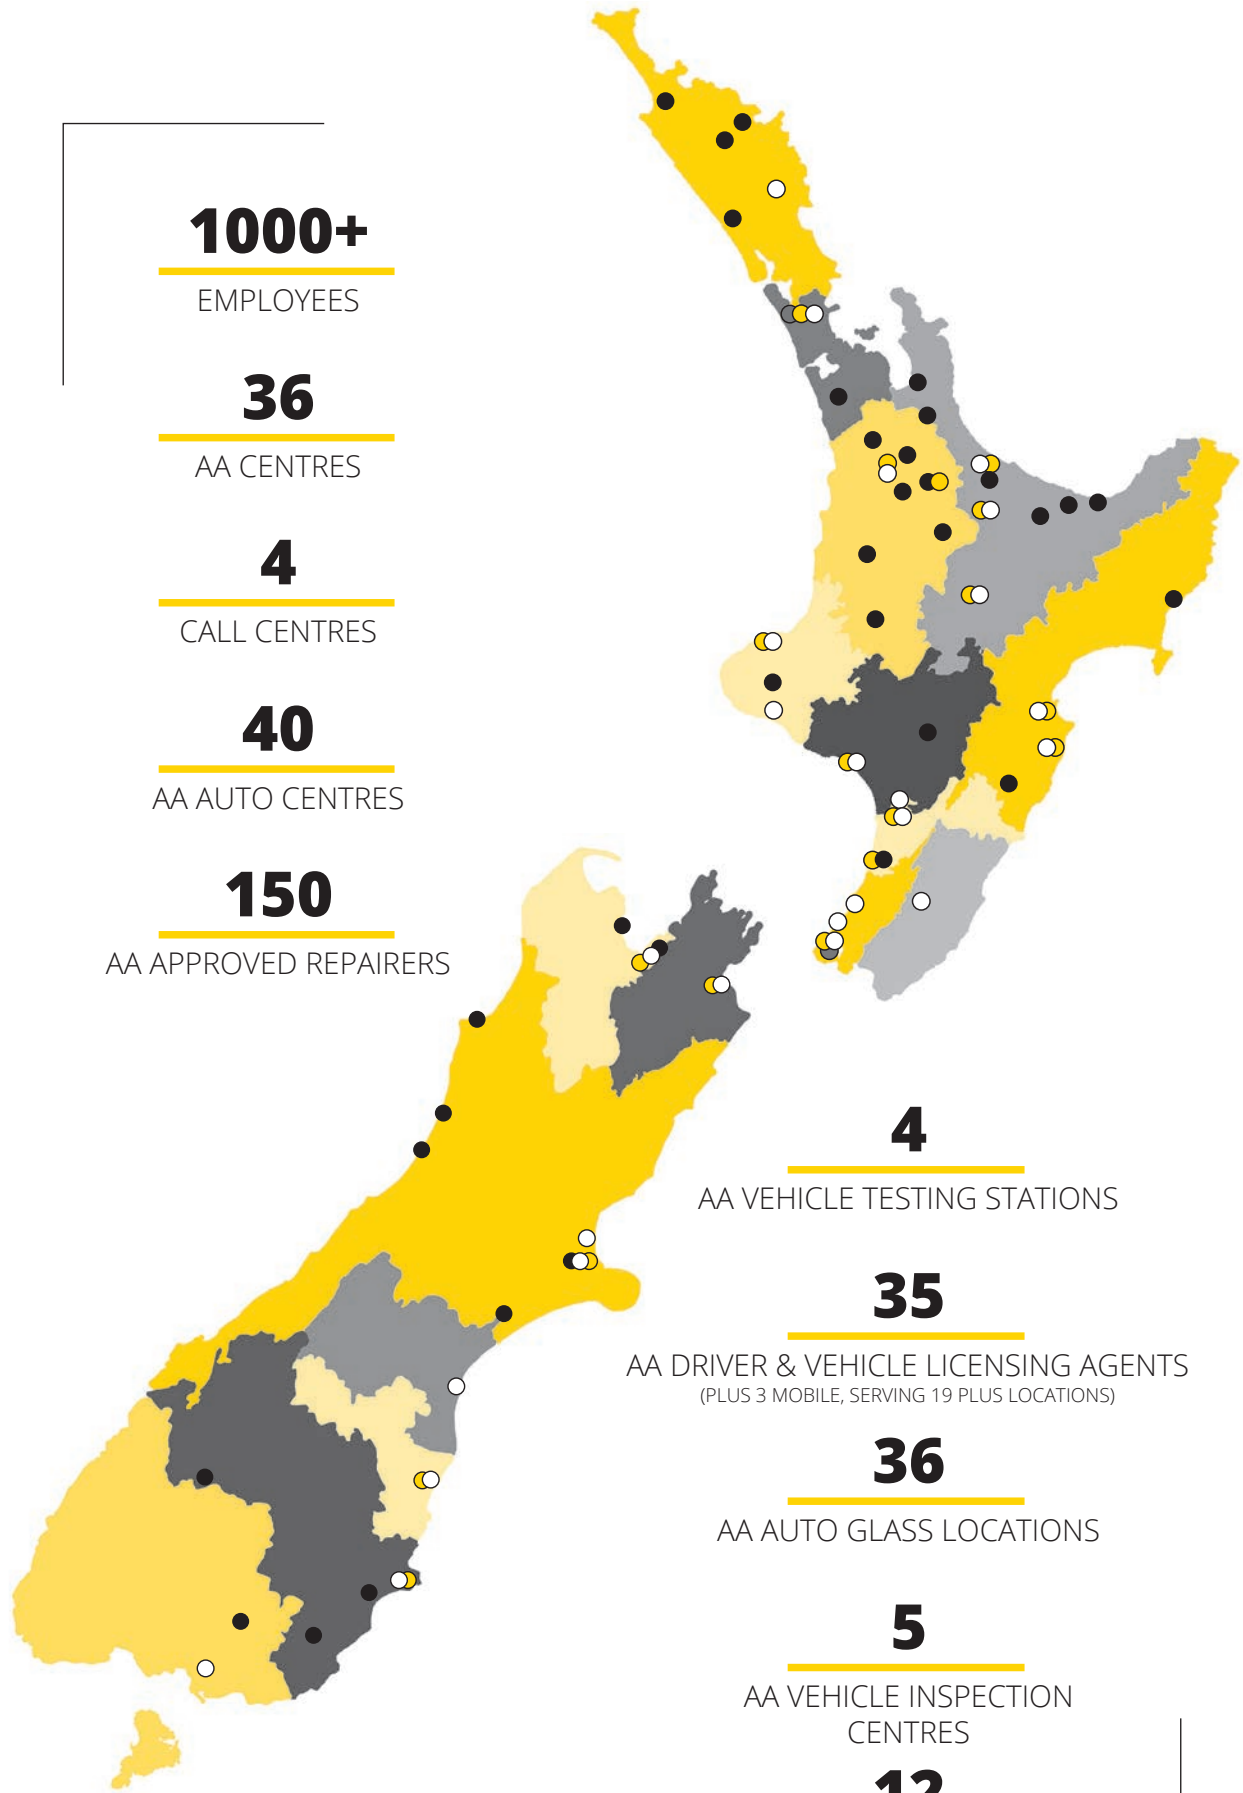 1000+
EMPLOYEES
36
AA CENTRES
4
CALL CENTRES
40
AA AUTO CENTRES
150
AA APPROVED REPAIRERS
4
AA VEHICLE TESTING STATIONS
35
AA DRIVER & VEHICLE LICENSING AGENTS
(PLUS 3 MOBILE, SERVING 19 PLUS LOCATIONS)
36
AA AUTO GLASS LOCATIONS
5
AA VEHICLE INSPECTION
CENTRES
12